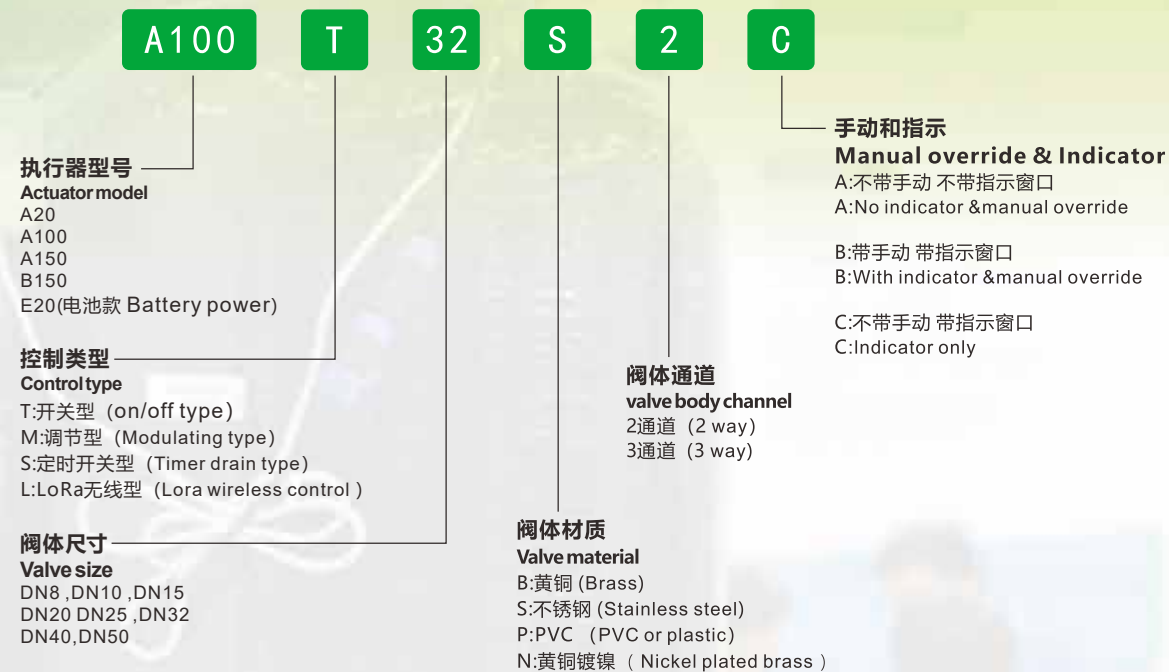 A100 T 32 S 2 C
执行器型号
Actuator model
A20
A100
A150
B150
E20(电池款 Battery power)
控制类型
Control type
T:开关型 (on/off type)
M:调节型 (Modulating type)
S:定时开关型 (Timer drain type)
L:LoRa无线型 (Lora wireless control )
阀体尺寸
Valve size
DN8 ,DN10 ,DN15
DN20 DN25 ,DN32
DN40,DN50
阀体材质
Valve material
B:黄铜 (Brass)
S:不锈钢 (Stainless steel)
P:PVC (PVC or plastic)
N:黄铜镀镍 ( Nickel plated brass )
阀体通道
valve body channel
2通道 (2 way)
3通道 (3 way)
手动和指示
Manual override & Indicator
A:不带手动 不带指示窗口
A:No indicator &manual override
B:带手动 带指示窗口
B:With indicator &manual override
C:不带手动 带指示窗口
C:Indicator only